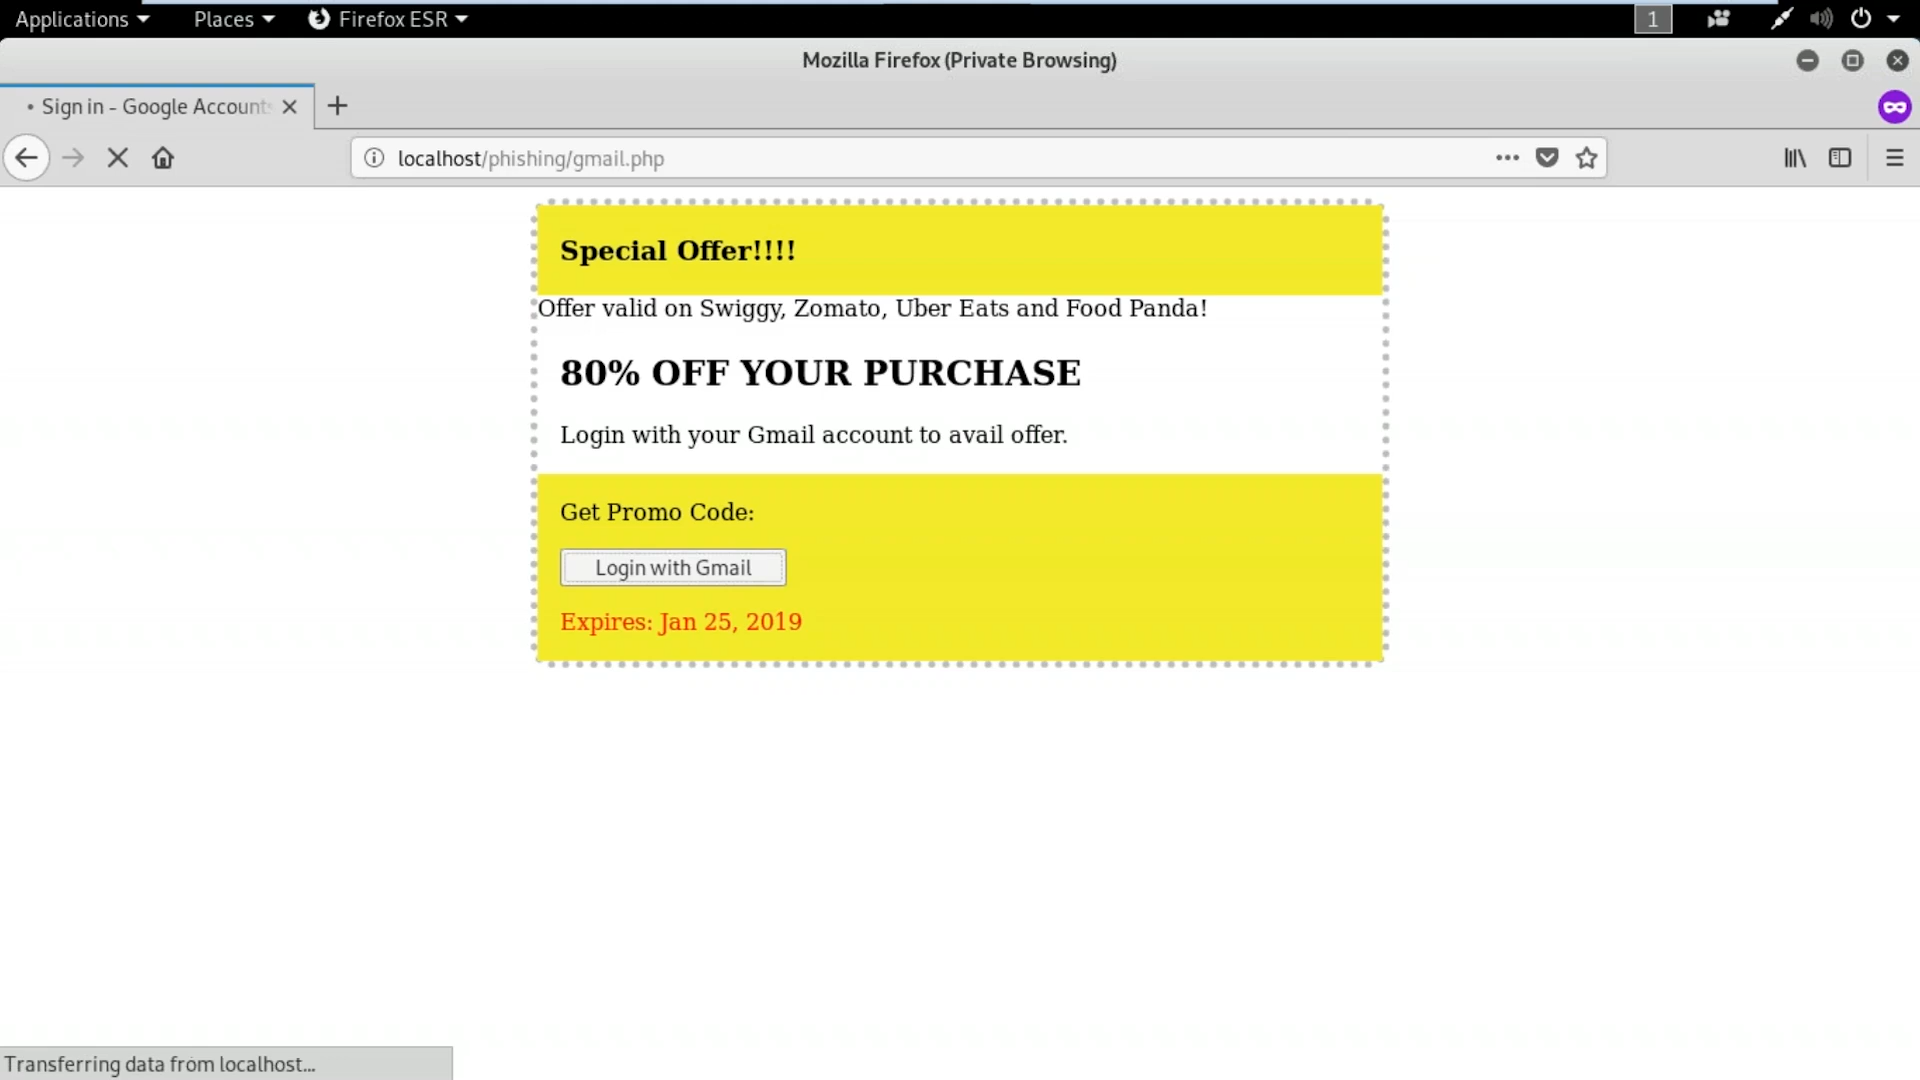 Applications Places Firefox ESR 1
Mozilla Firefox (Private Browsing)
• Sign in - Google Accounts
localhost/phishing/gmail.php
Special Offer!!!!
Offer valid on Swiggy, Zomato, Uber Eats and Food Panda!
80% OFF YOUR PURCHASE
Login with your Gmail account to avail offer.
Get Promo Code:
Login with Gmail
Expires: Jan 25, 2019
Transferring data from localhost...